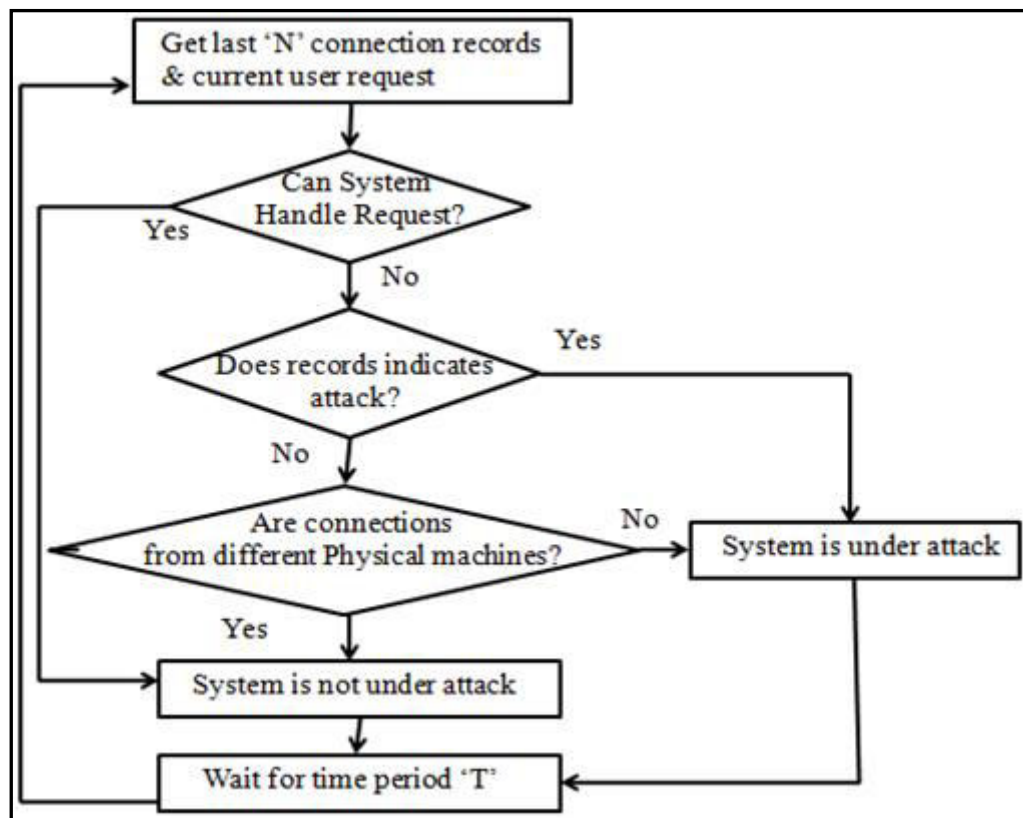 Get last ‘N’ connection records
& current user request
Can System
Handle Request?
Yes
No
Does records indicates
attack?
Yes
No
Are connections
from different Physical machines?
No
System is under attack
Yes
System is not under attack
Wait for time period ‘T’